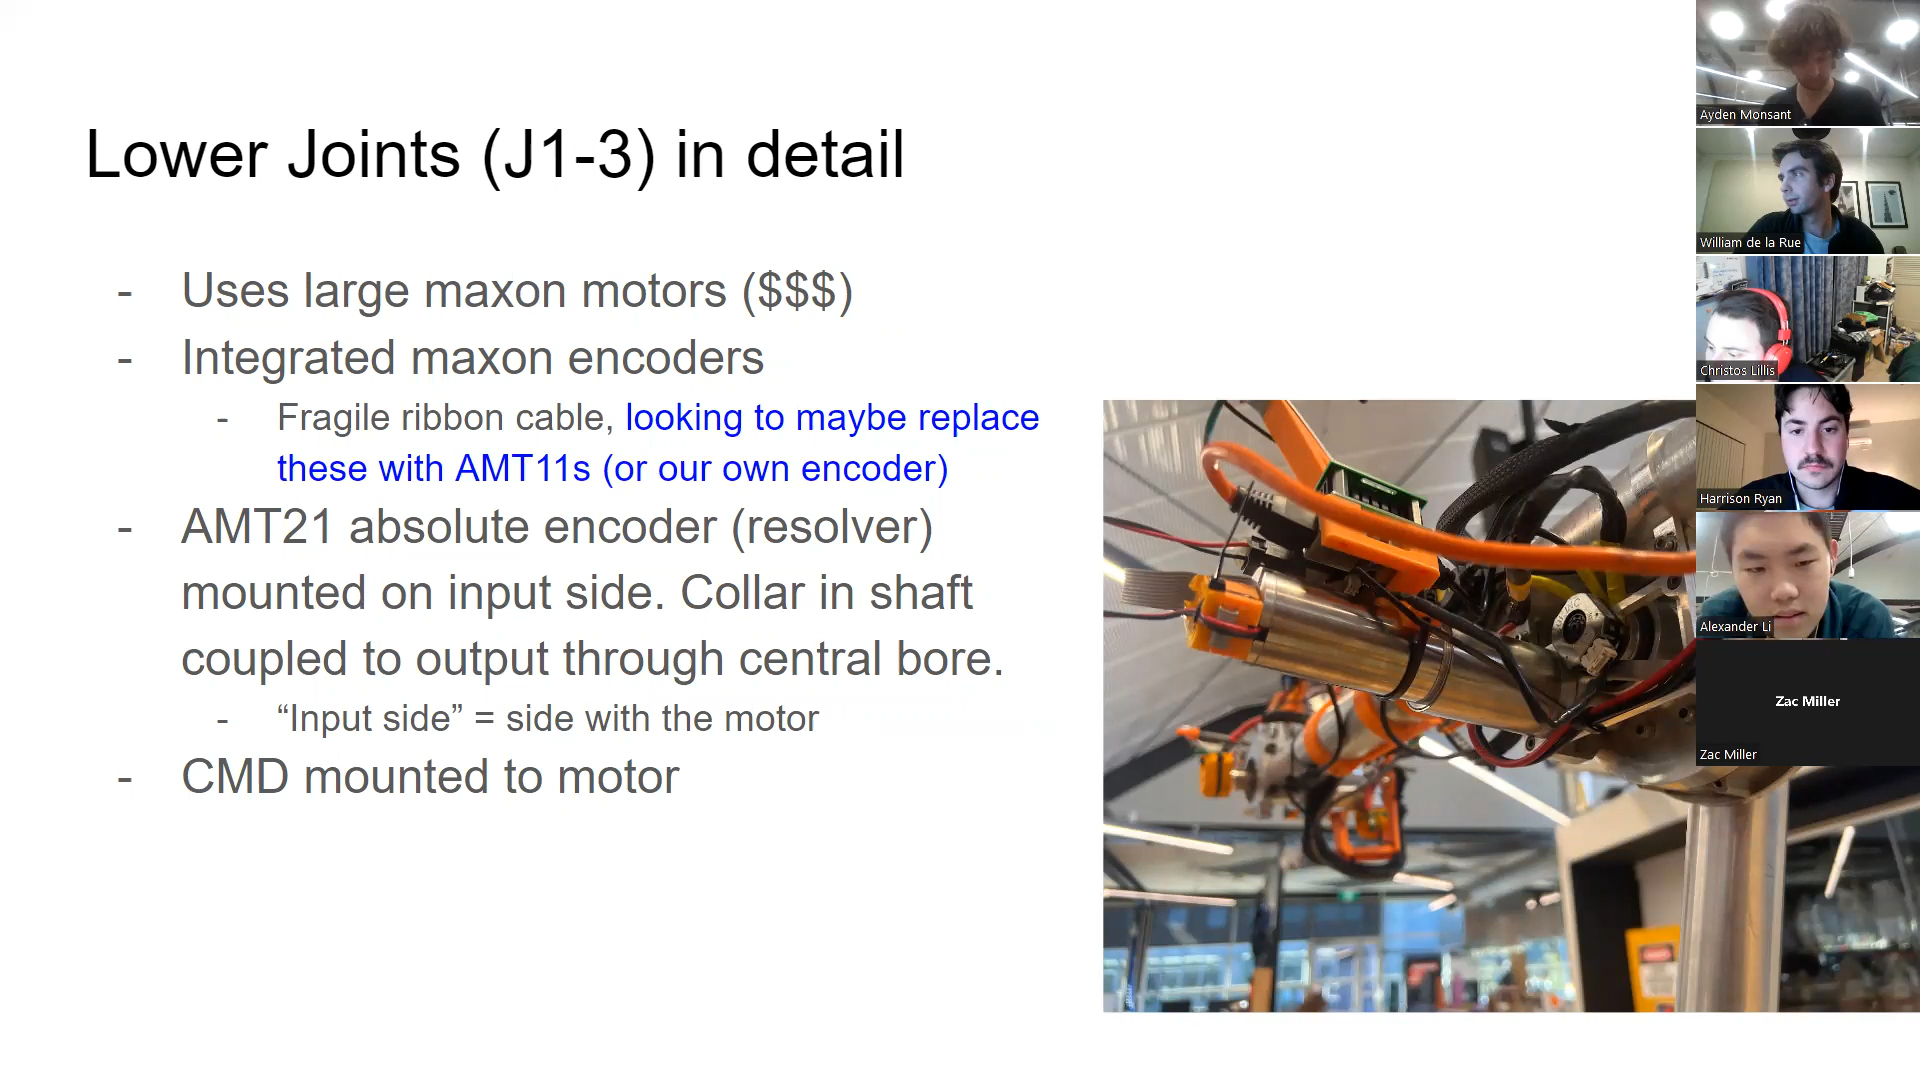 Lower Joints (J1-3) in detail
- Uses large maxon motors ($$$)
- Integrated maxon encoders
- Fragile ribbon cable, looking to maybe replace
these with AMT11s (or our own encoder)
- AMT21 absolute encoder (resolver)
mounted on input side. Collar in shaft
coupled to output through central bore.
- “Input side” = side with the motor
- CMD mounted to motor
Ayden Monsant
William de la Rue
Christos Lillis
Harrison Ryan
Alexander Li
Zac Miller
Zac Miller